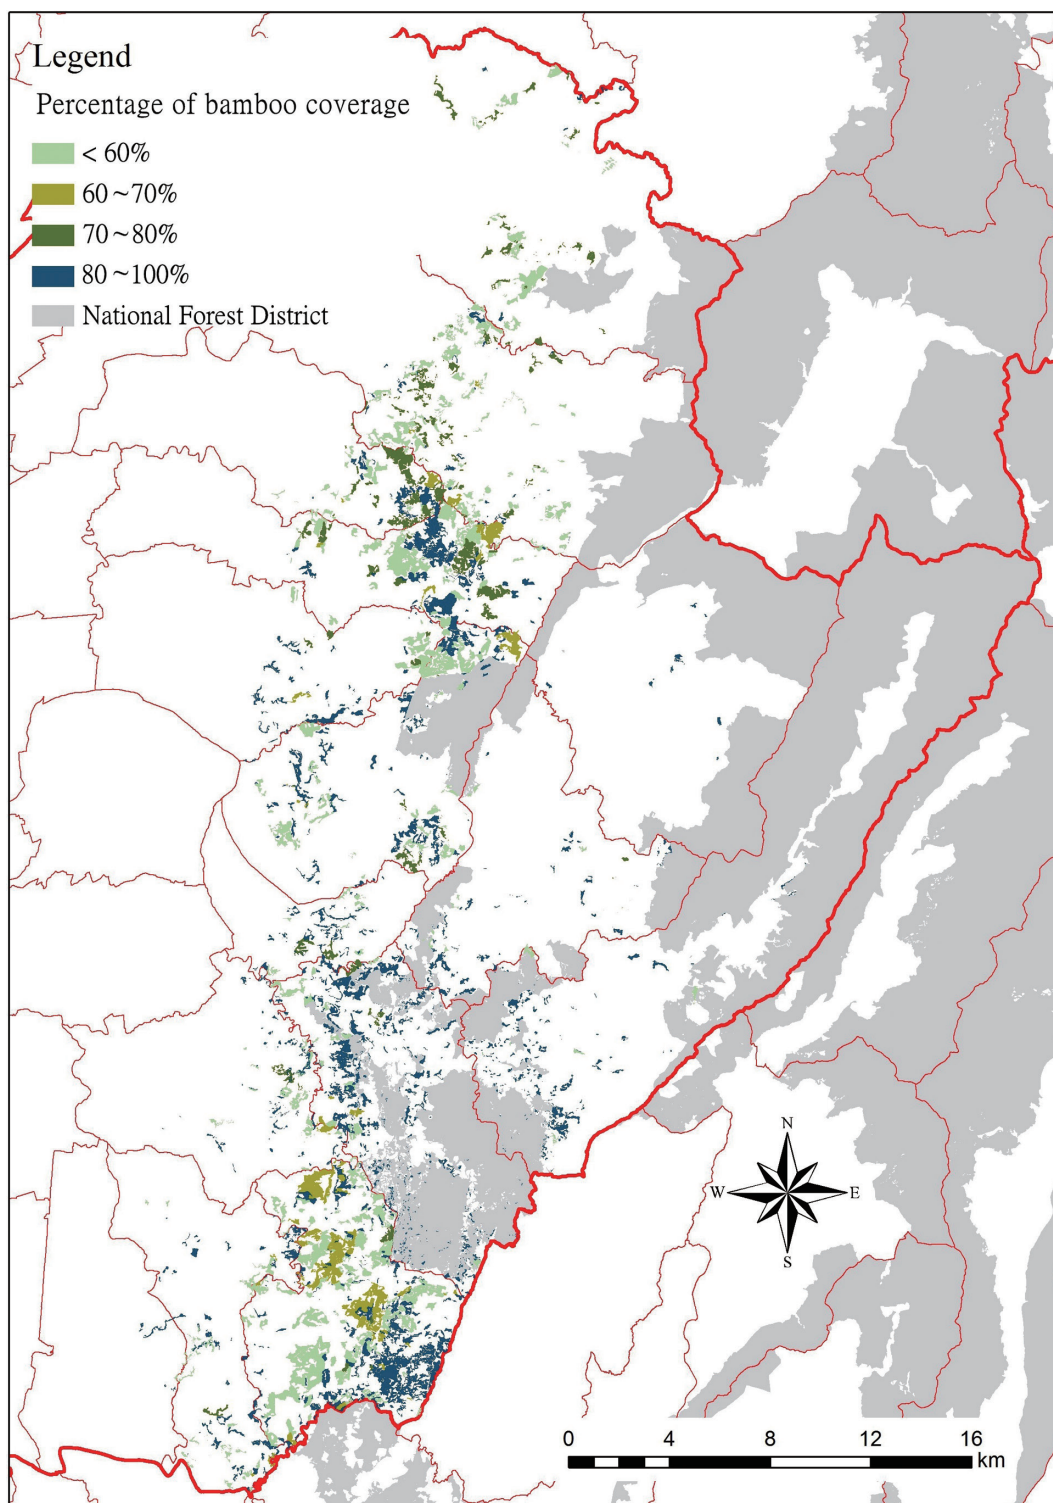 Legend
Percentage of bamboo coverage
< 60%
60~70%
70~80%
80~100%
National Forest District
N
W E
S
0 4 8 12 16
km